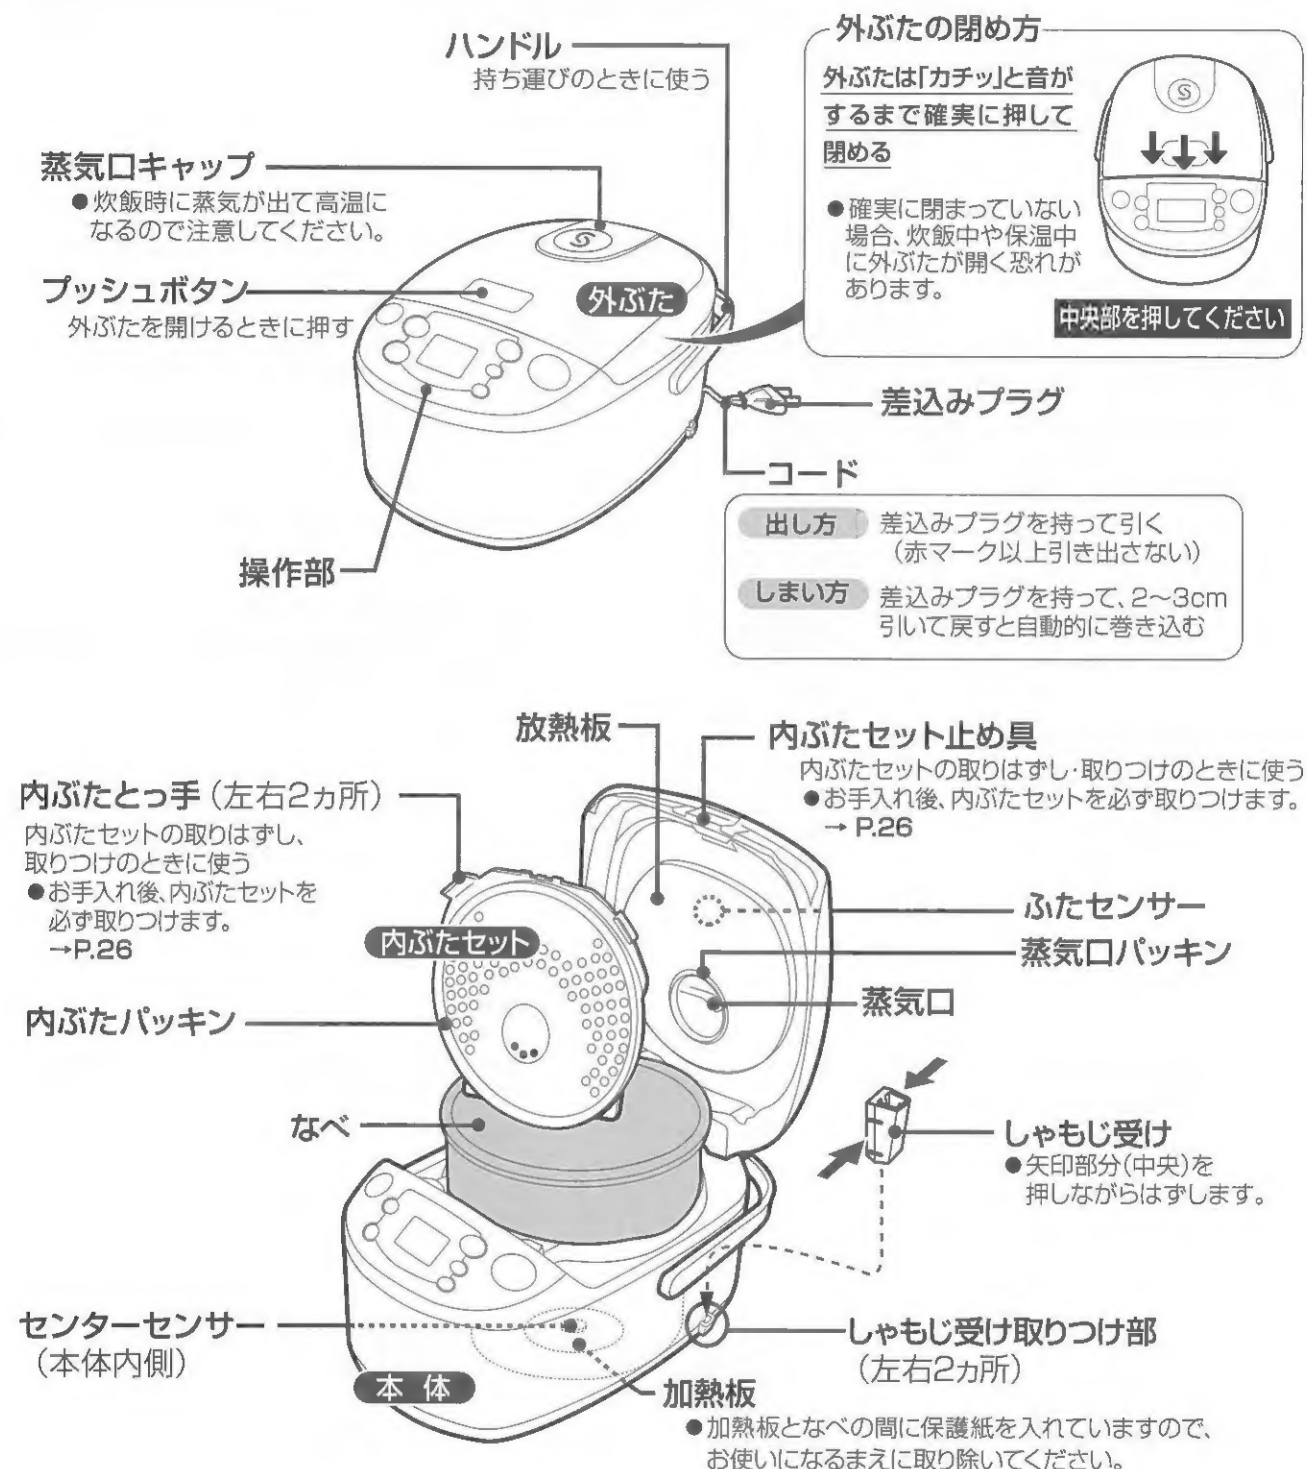 ハンドル
持ち運びのときに使う
蒸気口キャップ
●炊飯時に蒸気が出て高温に
なるので注意してください。
プッシュボタン
外ぶたを開けるときに押す
外ぶた
操作部
外ぶたの閉め方
外ぶたは「カチッ」と音が
するまで確実に押して
閉める
●確実に閉まっていない
場合、炊飯中や保温中
に外ぶたが開く恐れが
あります。
中央部を押してください
差込みプラグ
コード
出し方 差込みプラグを持って引く
（赤マーク以上引き出さない）
しまい方 差込みプラグを持って、2〜3cm
引いて戻すと自動的に巻き込む
放熱板
内ぶたセット止め具
内ぶたセットの取りはずし・取りつけのときに使う
●お手入れ後、内ぶたセットを必ず取りつけます。
→ P.26
内ぶたとっ手（左右2ヵ所）
内ぶたセットの取りはずし、
取りつけのときに使う
●お手入れ後、内ぶたセットを
必ず取りつけます。
→P.26
内ぶたセット
内ぶたパッキン
ふたセンサー
蒸気口パッキン
蒸気口
なべ
しゃもじ受け
●矢印部分（中央）を
押しながらはずします。
センターセンサー
（本体内側）
本体
しゃもじ受け取りつけ部
（左右2ヵ所）
加熱板
●加熱板となべの間に保護紙を入れていますので、
お使いになるまえに取り除いてください。